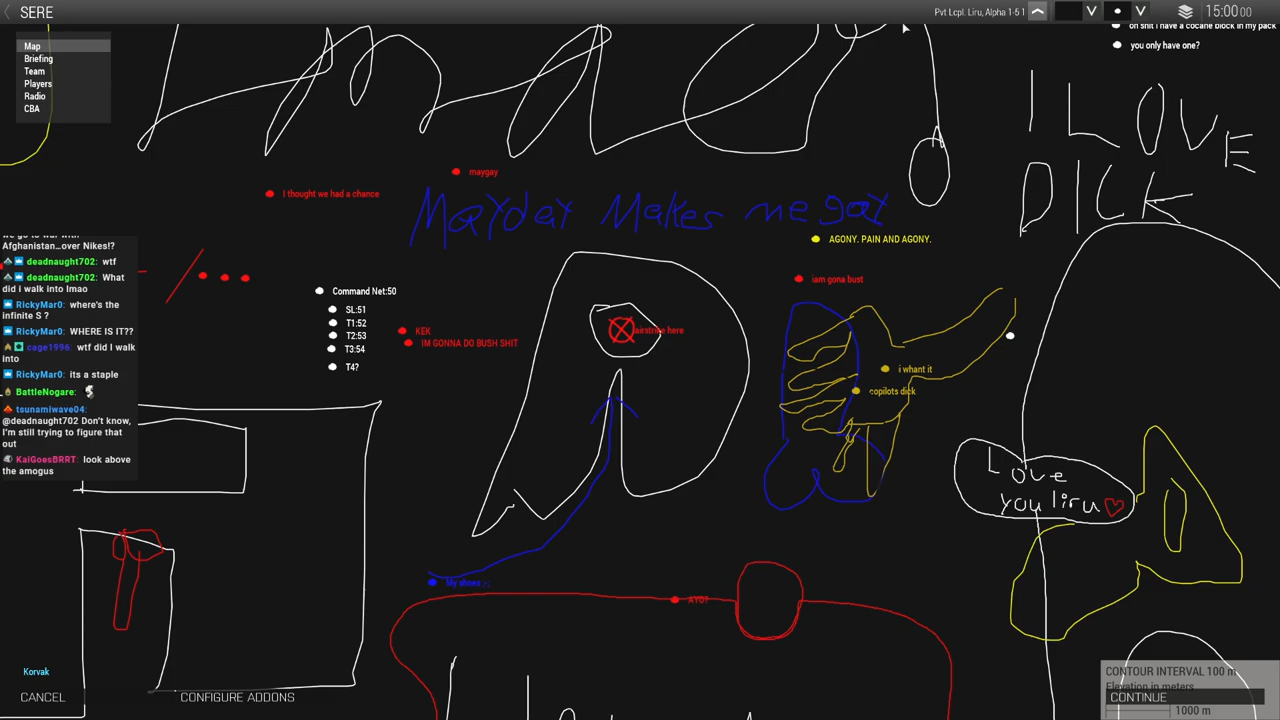 SERE
Pvt Lcpl. Liru, Alpha 1-5 1
15:00:00
Map
Briefing
Team
Players
Radio
CBA
oh shit i have a cocane block in my pack
you only have one?
I LOVE
DICK
maygay
I thought we had a chance
Mayday Makes me gay
AGONY. PAIN AND AGONY.
iam gona bust
we go to war with
Afghanistan…over Nikes!?
deadnaught702: wtf
deadnaught702: What
did i walk into lmao
RickyMar0: where's the
infinite S ?
RickyMar0: WHERE IS IT??
cage1996: wtf did I walk
into
RickyMar0: its a staple
BattleNogare:
tsunamiwave04:
@deadnaught702 Don't know,
I'm still trying to figure that
out
KaiGoesBRRT: look above
the amogus
Command Net:50
SL:51
T1:52
T2:53
T3:54
T4?
KEK
IM GONNA DO BUSH SHIT
airstrike here
i whant it
copilots dick
Love
you liru
My shoes ;-;
AYO?
Korvak
CANCEL
CONFIGURE ADDONS
CONTOUR INTERVAL 100 m
Elevation in meters
CONTINUE
1000 m